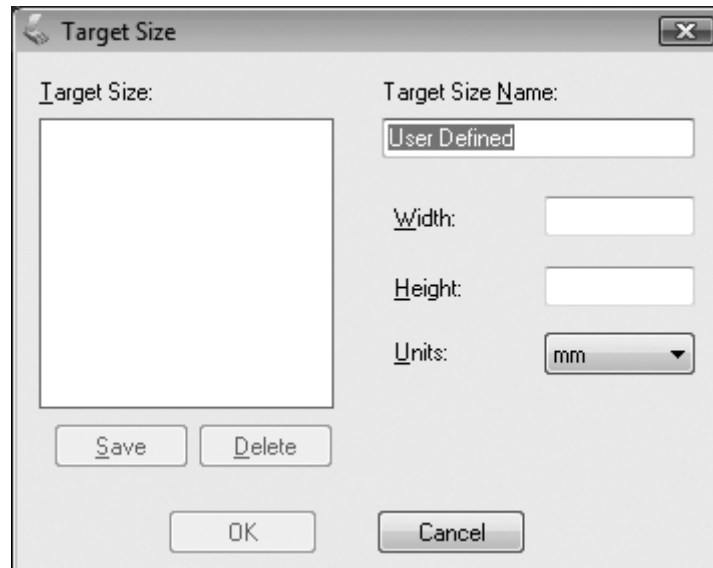 Target Size
Target Size:
Target Size Name:
User Defined
Width:
Height:
Units:
mm
Save
Delete
OK
Cancel